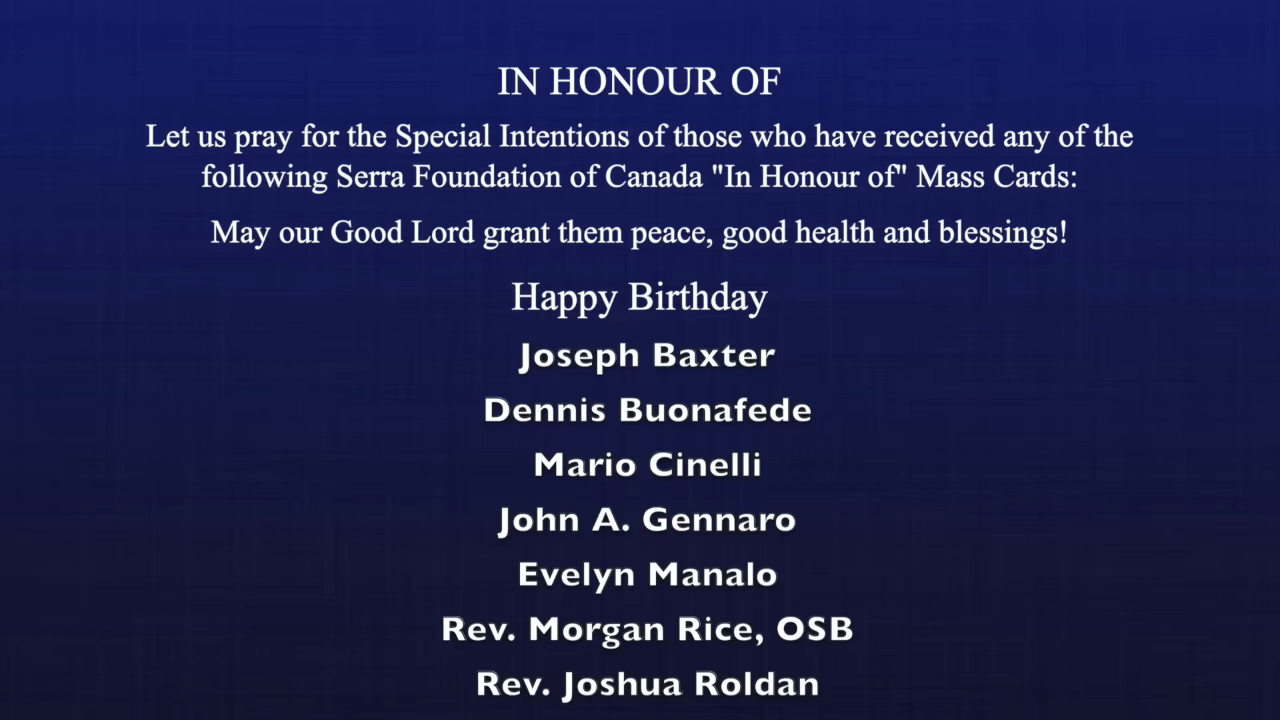 IN HONOUR OF
Let us pray for the Special Intentions of those who have received any of the
following Serra Foundation of Canada "In Honour of" Mass Cards:
May our Good Lord grant them peace, good health and blessings!
Happy Birthday
Joseph Baxter
Dennis Buonafede
Mario Cinelli
John A. Gennaro
Evelyn Manalo
Rev. Morgan Rice, OSB
Rev. Joshua Roldan